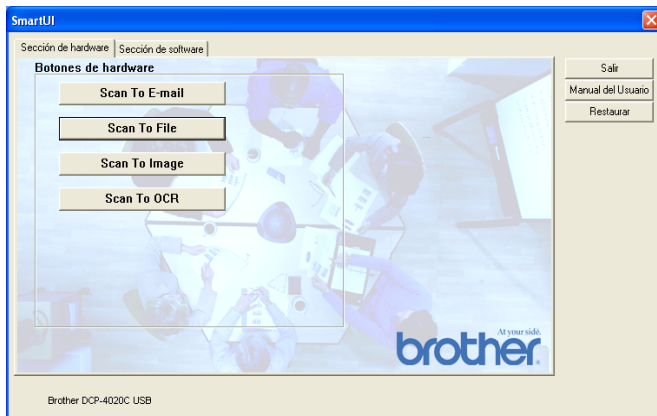 SmartUI
Sección de hardware
Sección de software
Botones de hardware
Scan To E-mail
Scan To File
Scan To Image
Scan To OCR
Salir
Manual del Usuario
Restaurar
At your side.
brother
Brother DCP-4020C USB